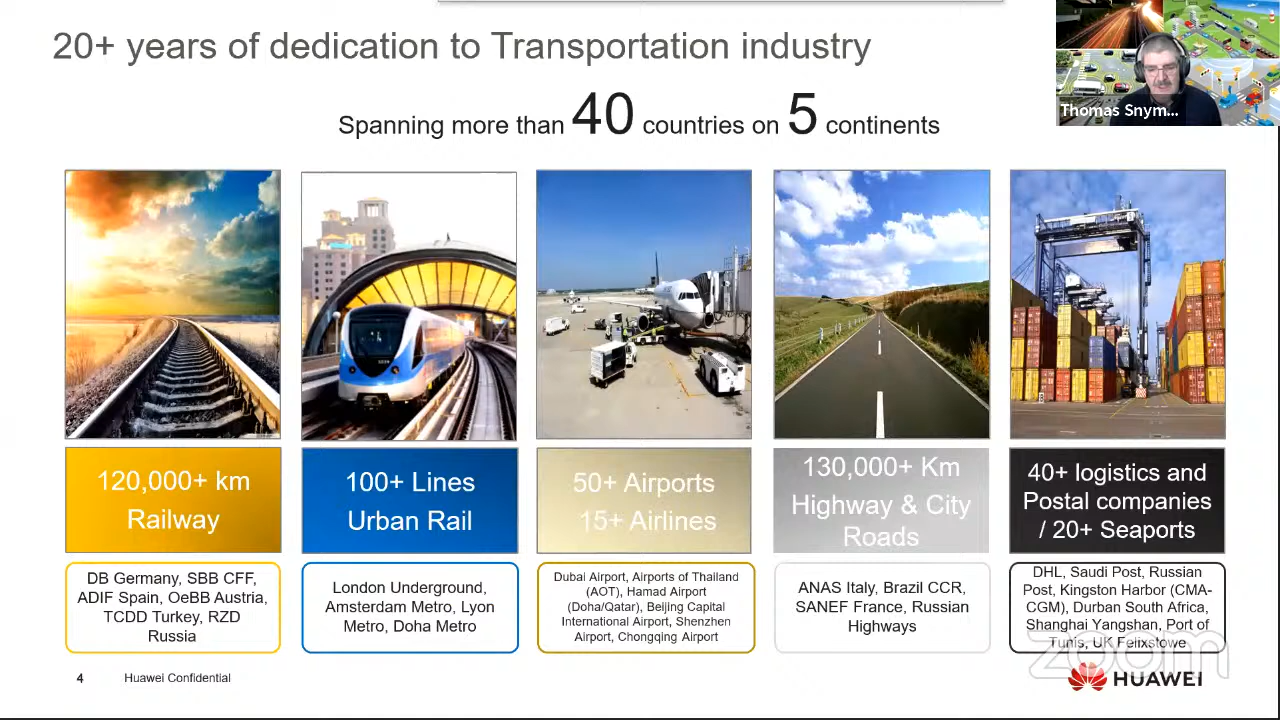 20+ years of dedication to Transportation industry
Thomas Snym...
Spanning more than 40 countries on 5 continents
120,000+ km
Railway
100+ Lines
Urban Rail
50+ Airports
15+ Airlines
130,000+ Km
Highway & City
Roads
40+ logistics and
Postal companies
/ 20+ Seaports
DB Germany, SBB CFF,
ADIF Spain, OeBB Austria,
TCDD Turkey, RZD
Russia
London Underground,
Amsterdam Metro, Lyon
Metro, Doha Metro
Dubai Airport, Airports of Thailand
(AOT), Hamad Airport
(Doha/Qatar), Beijing Capital
International Airport, Shenzhen
Airport, Chongqing Airport
ANAS Italy, Brazil CCR,
SANEF France, Russian
Highways
DHL, Saudi Post, Russian
Post, Kingston Harbor (CMA-
CGM), Durban South Africa,
Shanghai Yangshan, Port of
Tunis, UK Felixstowe
zoom
4 Huawei Confidential
HUAWEI